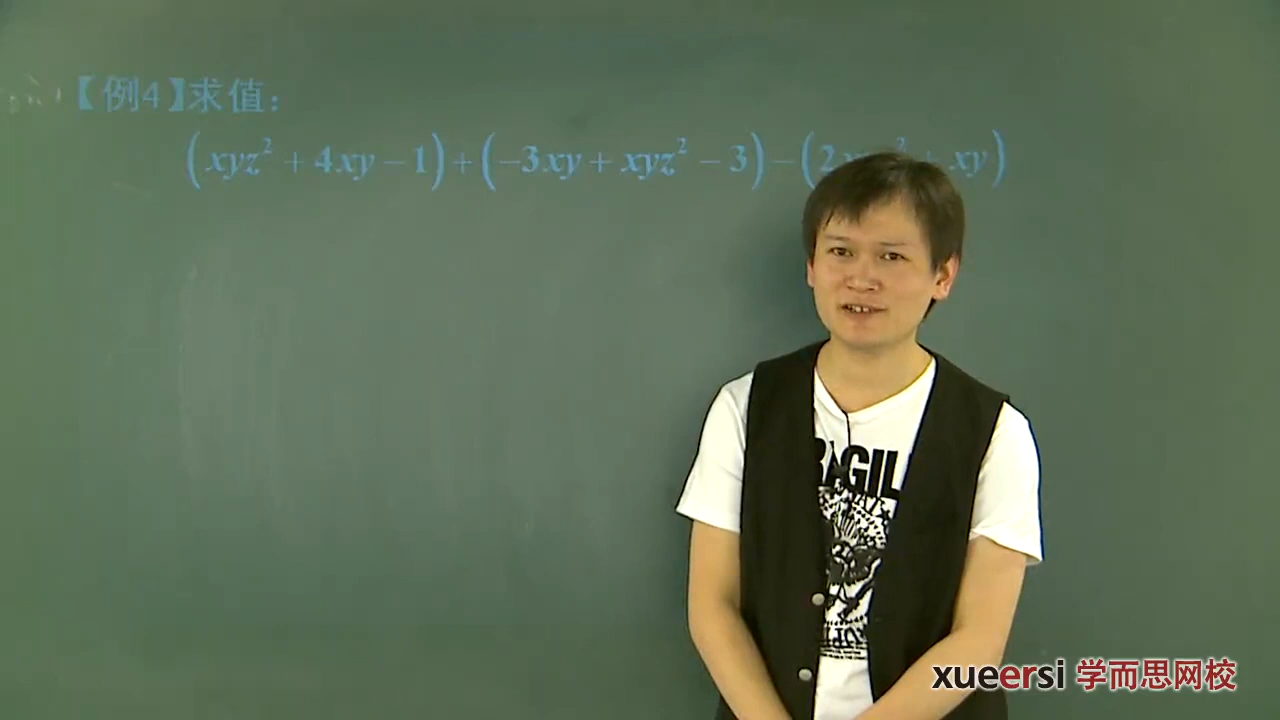 【例4】求值：
(xyz² + 4xy − 1) + (−3xy + xyz² − 3) − (2x + xy)
xueersi 学而思网校